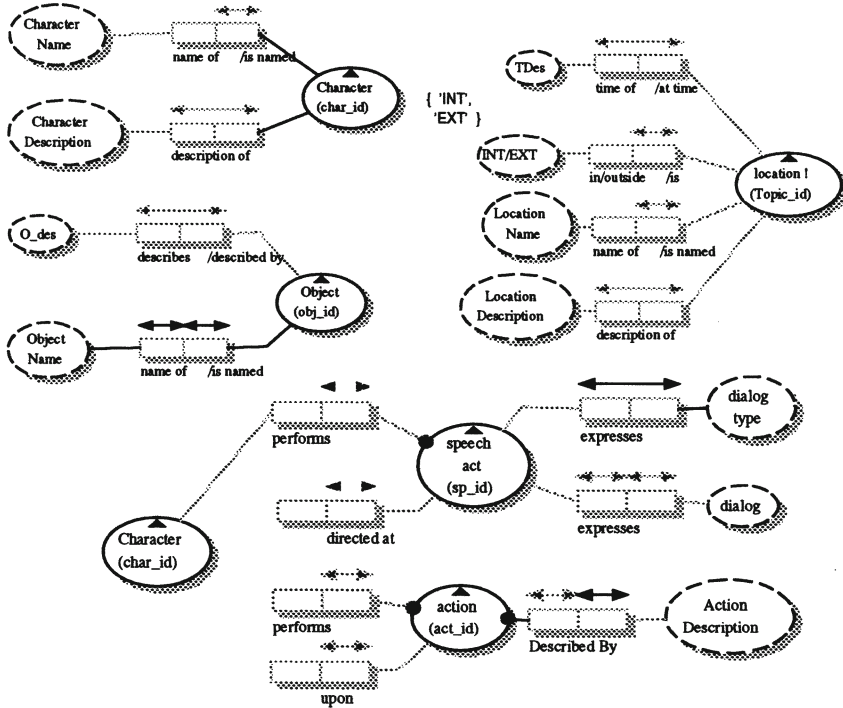 Character
Name
name of /is named
Character
(char_id)
Character
Description
description of
{ 'INT',
'EXT' }
TDes
time of /at time
INT/EXT
in/outside /is
location !
(Topic_id)
Location
Name
name of /is named
Location
Description
description of
O_des
describes /described by
Object
(obj_id)
Object
Name
name of /is named
performs
speech
act
(sp_id)
expresses
dialog
type
directed at
expresses
dialog
Character
(char_id)
performs
action
(act_id)
Described By
Action
Description
upon